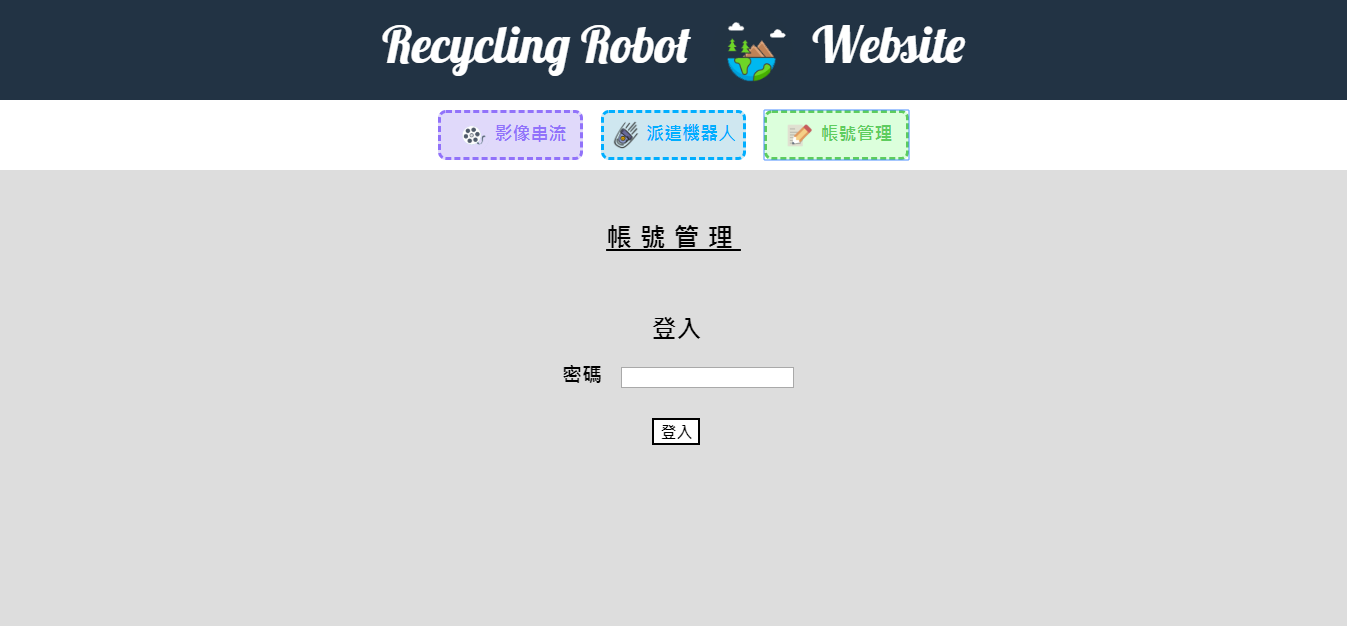 Recycling Robot Website
影像串流 派遣機器人 帳號管理
帳號管理
登入
密碼
登入